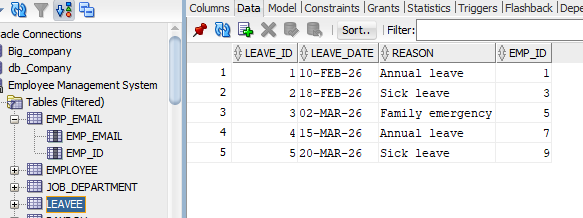 Columns Data Model Constraints Grants Statistics Triggers Flashback
Sort.. Filter:
LEAVE_ID LEAVE_DATE REASON EMP_ID
1 1 10-FEB-26 Annual leave 1
2 2 18-FEB-26 Sick leave 3
3 3 02-MAR-26 Family emergency 5
4 4 15-MAR-26 Annual leave 7
5 5 20-MAR-26 Sick leave 9
acle Connections
Big_company
db_Company
Employee Management System
Tables (Filtered)
EMP_EMAIL
EMP_EMAIL
EMP_ID
EMPLOYEE
JOB_DEPARTMENT
LEAVEE